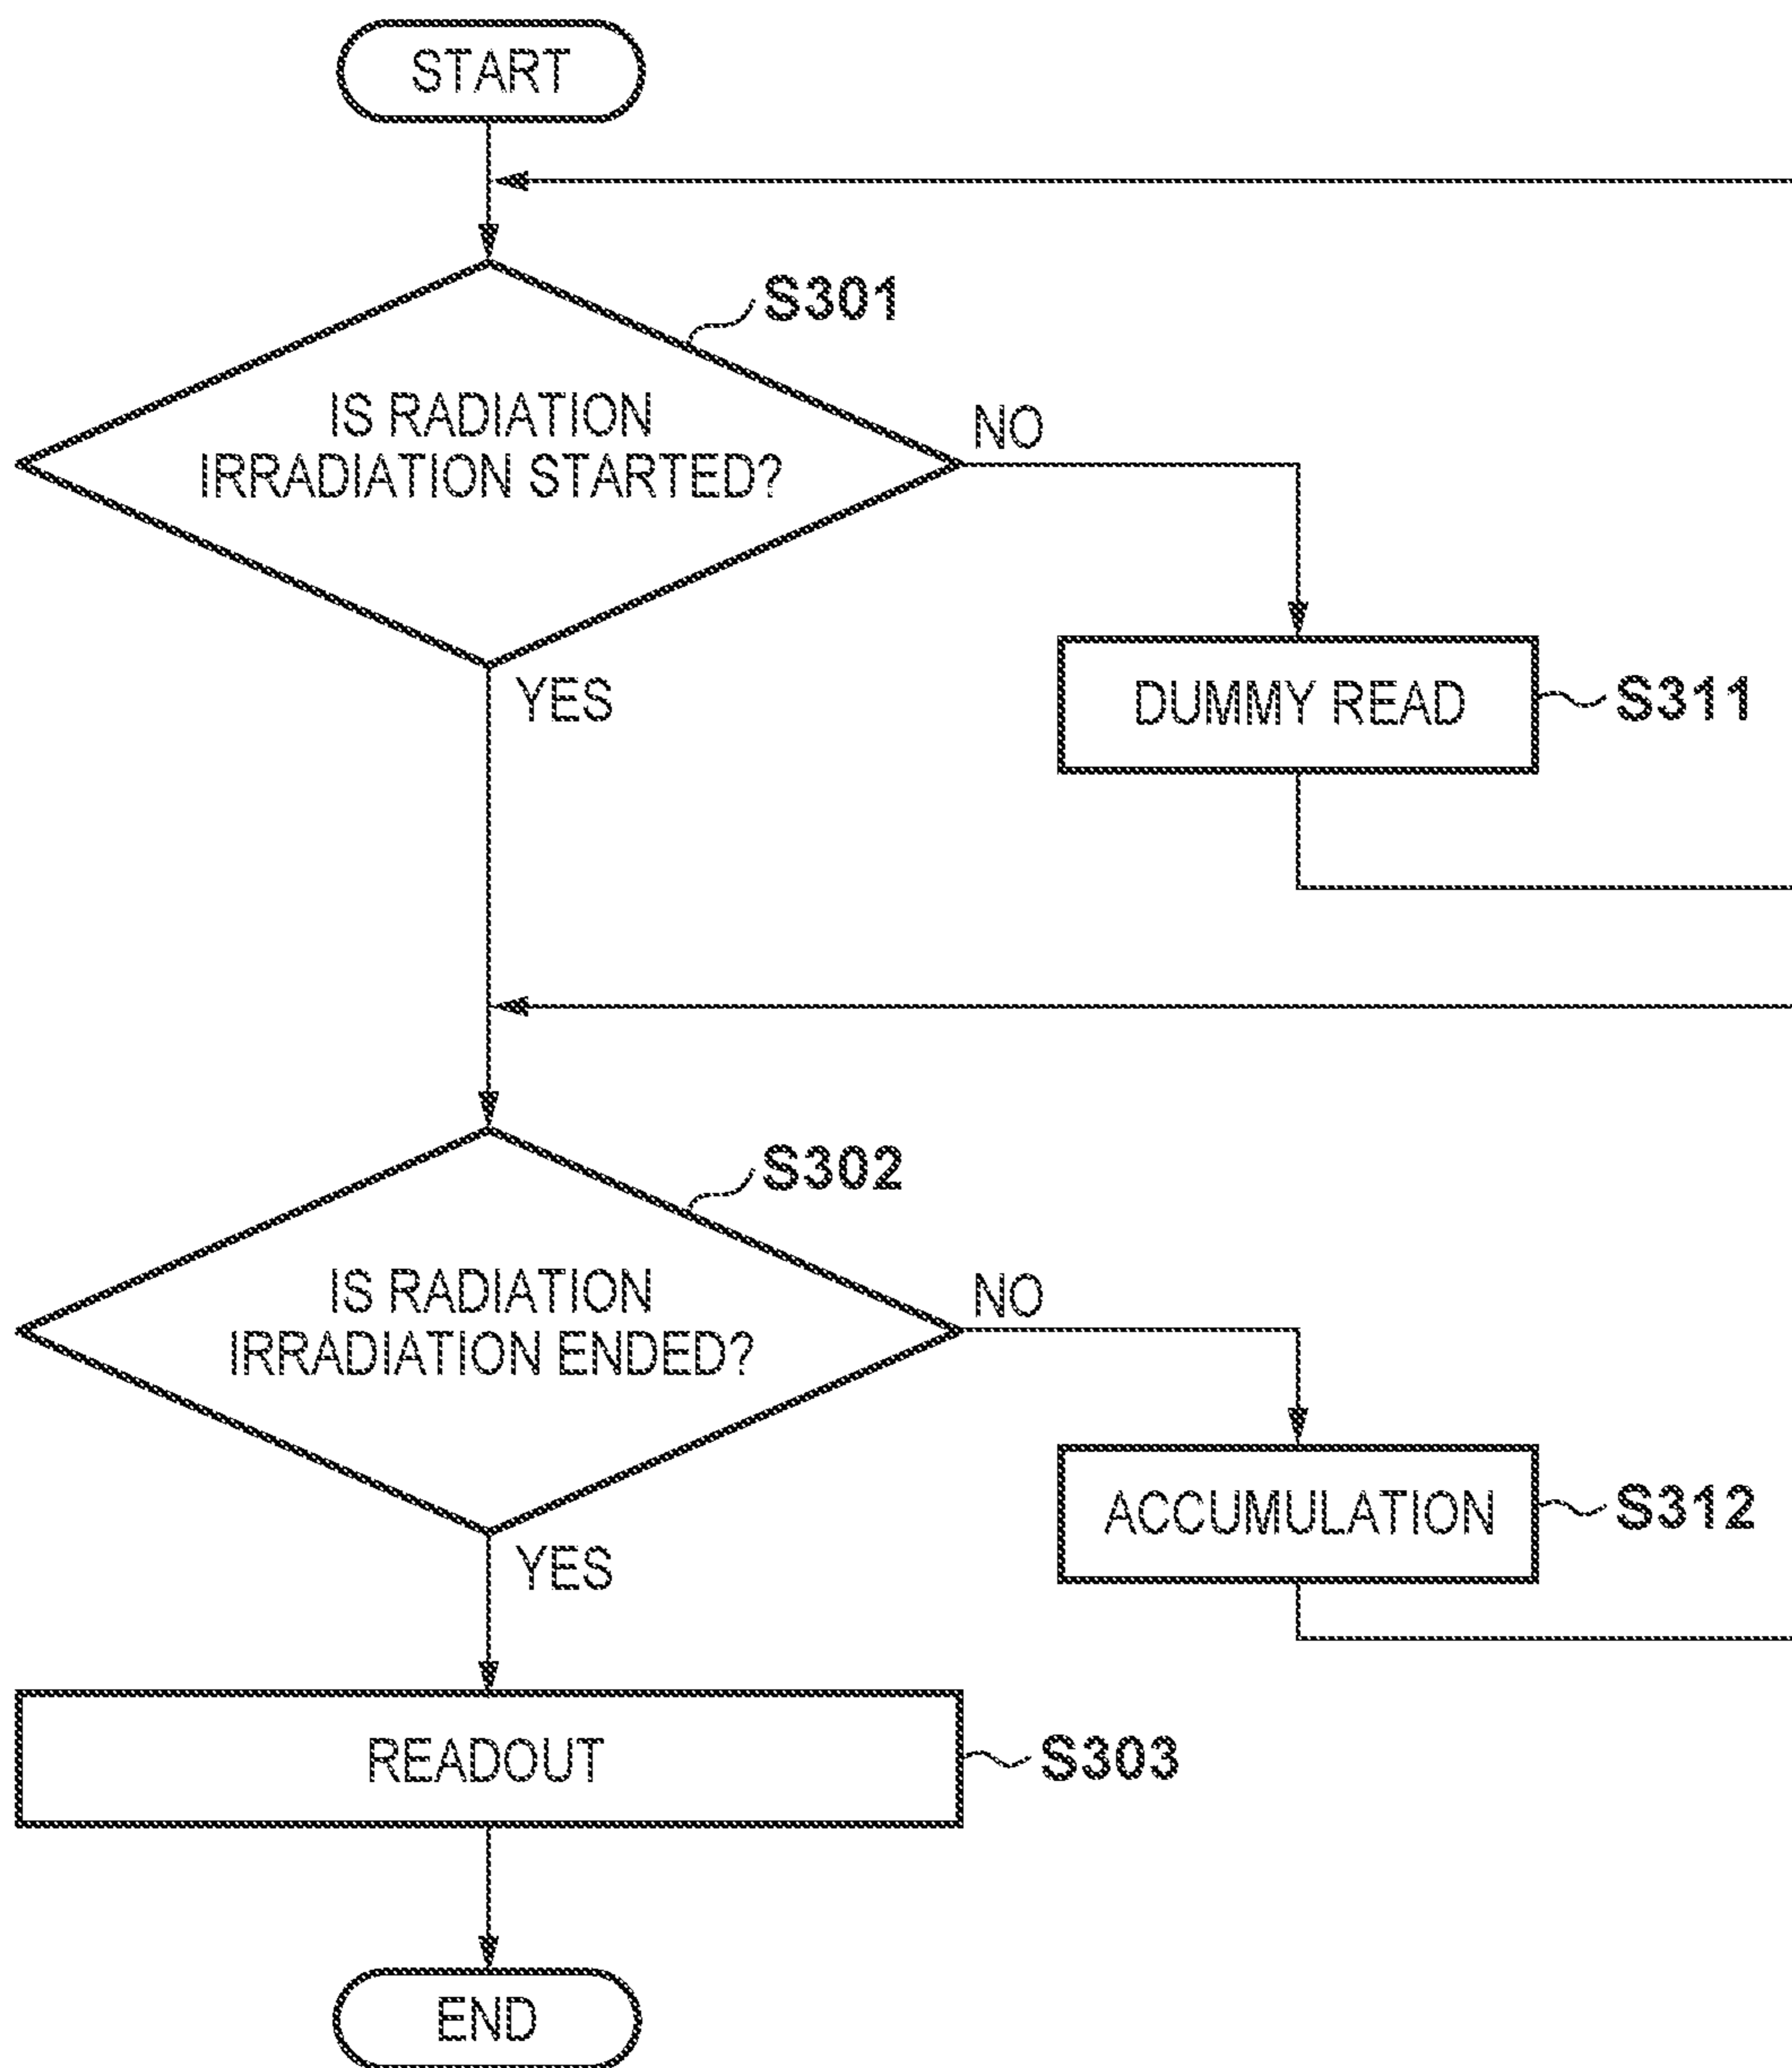 START
S301
IS RADIATION
IRRADIATION STARTED?
NO
YES
DUMMY READ
S311
S302
IS RADIATION
IRRADIATION ENDED?
NO
YES
ACCUMULATION
S312
READOUT
S303
END